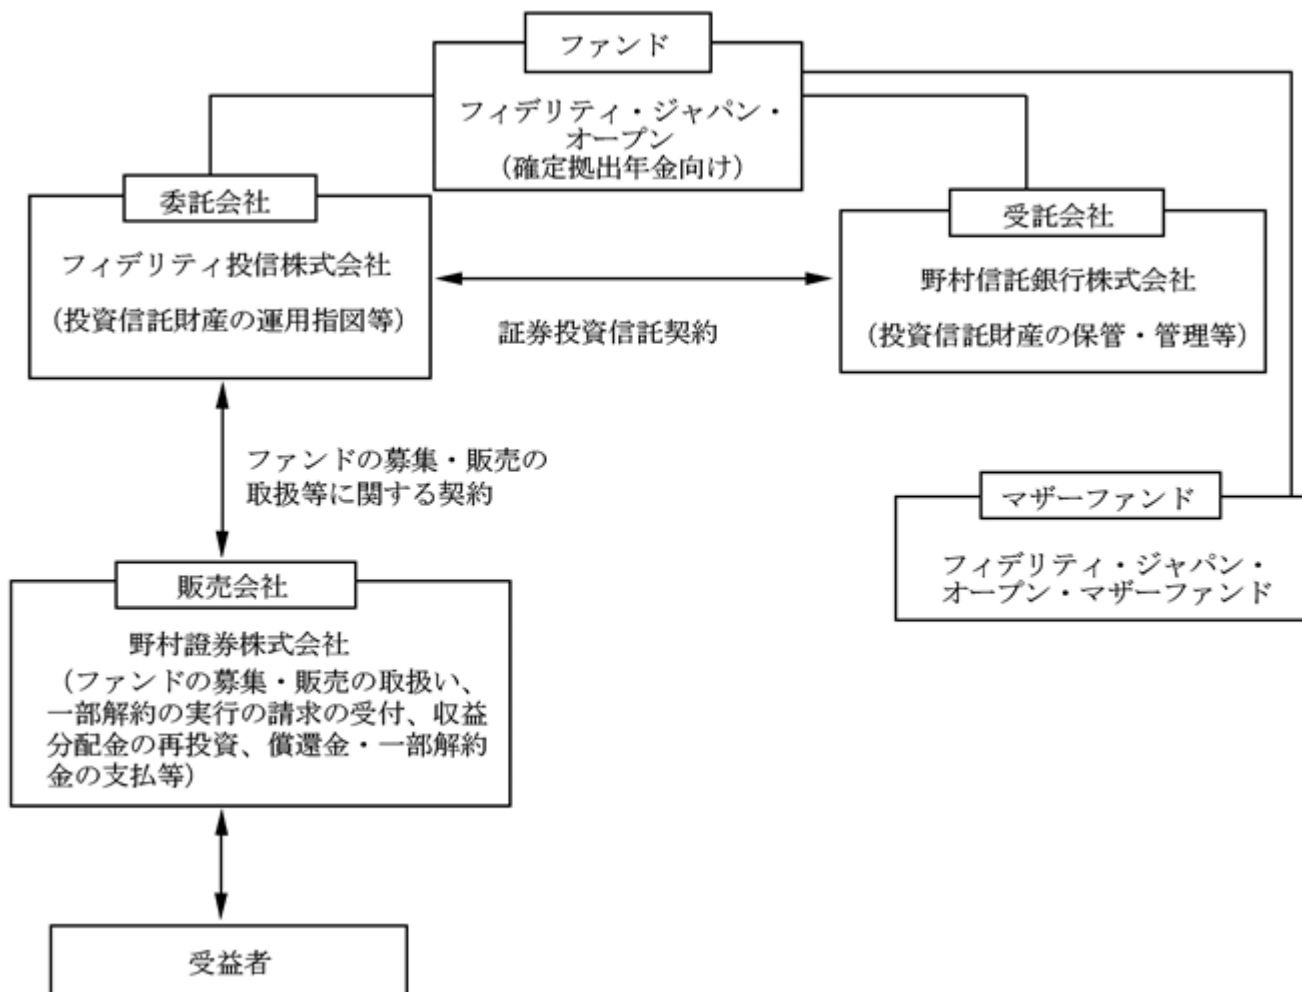 ファンド
フィデリティ・ジャパン・
オープン
（確定拠出年金向け）
委託会社
フィデリティ投信株式会社
（投資信託財産の運用指図等）
証券投資信託契約
受託会社
野村信託銀行株式会社
（投資信託財産の保管・管理等）
ファンドの募集・販売の
取扱等に関する契約
マザーファンド
フィデリティ・ジャパン・
オープン・マザーファンド
販売会社
野村證券株式会社
（ファンドの募集・販売の取扱い、
一部解約の実行の請求の受付、収益
分配金の再投資、償還金・一部解約
金の支払等）
受益者